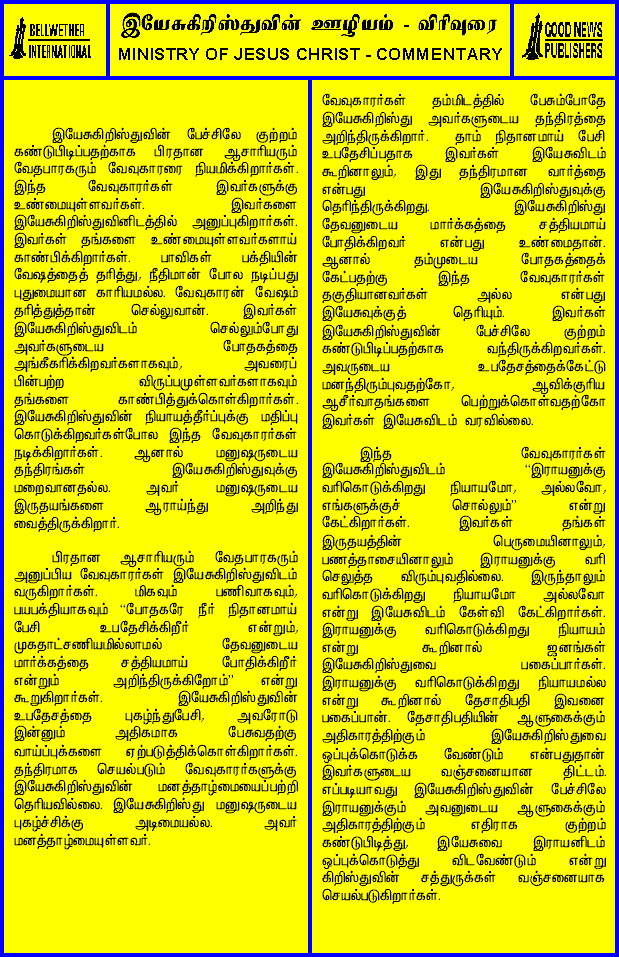 BELLWETHER
INTERNATIONAL
இயேசுகிறிஸ்துவின் ஊழியம் - விரிவுரை
MINISTRY OF JESUS CHRIST - COMMENTARY
GOOD NEWS
PUBLISHERS
இயேசுகிறிஸ்துவின் பேச்சிலே குற்றம்
கண்டுபிடிப்பதற்காக பிரதான ஆசாரியரும்
வேதபாரகரும் வேவுகாரரை நியமிக்கிறார்கள்.
இந்த வேவுகாரர்கள் இவர்களுக்கு
உண்மையுள்ளவர்கள். இவர்களை
இயேசுகிறிஸ்துவினிடத்தில் அனுப்புகிறார்கள்.
இவர்கள் தங்களை உண்மையுள்ளவர்களாய்
காண்பிக்கிறார்கள். பாவிகள் பக்தியின்
வேஷத்தைத் தரித்து, நீதிமான் போல நடிப்பது
புதுமையான காரியமல்ல. வேவுகாரன் வேஷம்
தரித்துத்தான் செல்லுவான். இவர்கள்
இயேசுகிறிஸ்துவிடம் செல்லும்போது
அவர்களுடைய போதகத்தை
அங்கீகரிக்கிறவர்களாகவும், அவரைப்
பின்பற்ற விருப்பமுள்ளவர்களாகவும்
தங்களை காண்பித்துக்கொள்கிறார்கள்.
இயேசுகிறிஸ்துவின் நியாயத்தீர்ப்புக்கு மதிப்பு
கொடுக்கிறவர்கள்போல இந்த வேவுகாரர்கள்
நடிக்கிறார்கள். ஆனால் மனுஷருடைய
தந்திரங்கள் இயேசுகிறிஸ்துவுக்கு
மறைவானதல்ல. அவர் மனுஷருடைய
இருதயங்களை ஆராய்ந்து அறிந்து
வைத்திருக்கிறார்.
பிரதான ஆசாரியரும் வேதபாரகரும்
அனுப்பிய வேவுகாரர்கள் இயேசுகிறிஸ்துவிடம்
வருகிறார்கள். மிகவும் பணிவாகவும்,
பயபக்தியாகவும் “போதகரே நீர் நிதானமாய்
பேசி உபதேசிக்கிறீர் என்றும்,
முகதாட்சணியமில்லாமல் தேவனுடைய
மார்க்கத்தை சத்தியமாய் போதிக்கிறீர்
என்றும் அறிந்திருக்கிறோம்” என்று
கூறுகிறார்கள். இயேசுகிறிஸ்துவின்
உபதேசத்தை புகழ்ந்துபேசி, அவரோடு
இன்னும் அதிகமாக பேசுவதற்கு
வாய்ப்புக்களை ஏற்படுத்திக்கொள்கிறார்கள்.
தந்திரமாக செயல்படும் வேவுகாரர்களுக்கு
இயேசுகிறிஸ்துவின் மனத்தாழ்மையைப்பற்றி
தெரியவில்லை. இயேசுகிறிஸ்து மனுஷருடைய
புகழ்ச்சிக்கு அடிமையல்ல. அவர்
மனத்தாழ்மையுள்ளவர்.
வேவுகாரர்கள் தம்மிடத்தில் பேசும்போதே
இயேசுகிறிஸ்து அவர்களுடைய தந்திரத்தை
அறிந்திருக்கிறார். தாம் நிதானமாய் பேசி
உபதேசிப்பதாக இவர்கள் இயேசுவிடம்
கூறினாலும், இது தந்திரமான வார்த்தை
என்பது இயேசுகிறிஸ்துவுக்கு
தெரிந்திருக்கிறது. இயேசுகிறிஸ்து
தேவனுடைய மார்க்கத்தை சத்தியமாய்
போதிக்கிறவர் என்பது உண்மைதான்.
ஆனால் தம்முடைய போதகத்தைக்
கேட்பதற்கு இந்த வேவுகாரர்கள்
தகுதியானவர்கள் அல்ல என்பது
இயேசுவுக்குத் தெரியும். இவர்கள்
இயேசுகிறிஸ்துவின் பேச்சிலே குற்றம்
கண்டுபிடிப்பதற்காக வந்திருக்கிறவர்கள்.
அவருடைய உபதேசத்தைக்கேட்டு
மனந்திரும்புவதற்கோ, ஆவிக்குரிய
ஆசீர்வாதங்களை பெற்றுக்கொள்வதற்கோ
இவர்கள் இயேசுவிடம் வரவில்லை.
இந்த வேவுகாரர்கள்
இயேசுகிறிஸ்துவிடம் “இராயனுக்கு
வரிகொடுக்கிறது நியாயமோ, அல்லவோ,
எங்களுக்குச் சொல்லும்” என்று
கேட்கிறார்கள். இவர்கள் தங்கள்
இருதயத்தின் பெருமையினாலும்,
பணத்தாசையினாலும் இராயனுக்கு வரி
செலுத்த விரும்புவதில்லை. இருந்தாலும்
வரிகொடுக்கிறது நியாயமோ அல்லவோ
என்று இயேசுவிடம் கேள்வி கேட்கிறார்கள்.
இராயனுக்கு வரிகொடுக்கிறது நியாயம்
என்று கூறினால் ஜனங்கள்
இயேசுகிறிஸ்துவை பகைப்பார்கள்.
இராயனுக்கு வரிகொடுக்கிறது நியாயமல்ல
என்று கூறினால் தேசாதிபதி இவனை
பகைப்பான். தேசாதிபதியின் ஆளுகைக்கும்
அதிகாரத்திற்கும் இயேசுகிறிஸ்துவை
ஒப்புக்கொடுக்க வேண்டும் என்பதுதான்
இவர்களுடைய வஞ்சனையான திட்டம்.
எப்படியாவது இயேசுகிறிஸ்துவின் பேச்சிலே
இராயனுக்கும் அவனுடைய ஆளுகைக்கும்
அதிகாரத்திற்கும் எதிராக குற்றம்
கண்டுபிடித்து, இயேசுவை இராயனிடம்
ஒப்புக்கொடுத்து விடவேண்டும் என்று
கிறிஸ்துவின் சத்துருக்கள் வஞ்சனையாக
செயல்படுகிறார்கள்.